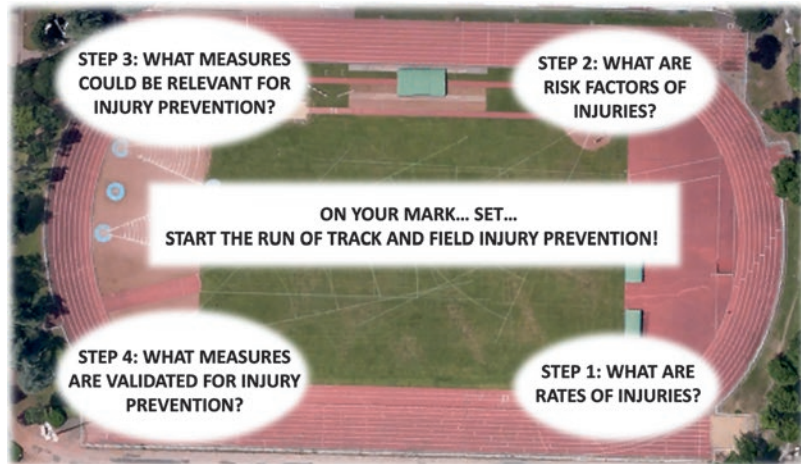 STEP 3: WHAT MEASURES
COULD BE RELEVANT FOR
INJURY PREVENTION?
STEP 2: WHAT ARE
RISK FACTORS OF
INJURIES?
ON YOUR MARK… SET…
START THE RUN OF TRACK AND FIELD INJURY PREVENTION!
STEP 4: WHAT MEASURES
ARE VALIDATED FOR INJURY
PREVENTION?
STEP 1: WHAT ARE
RATES OF INJURIES?